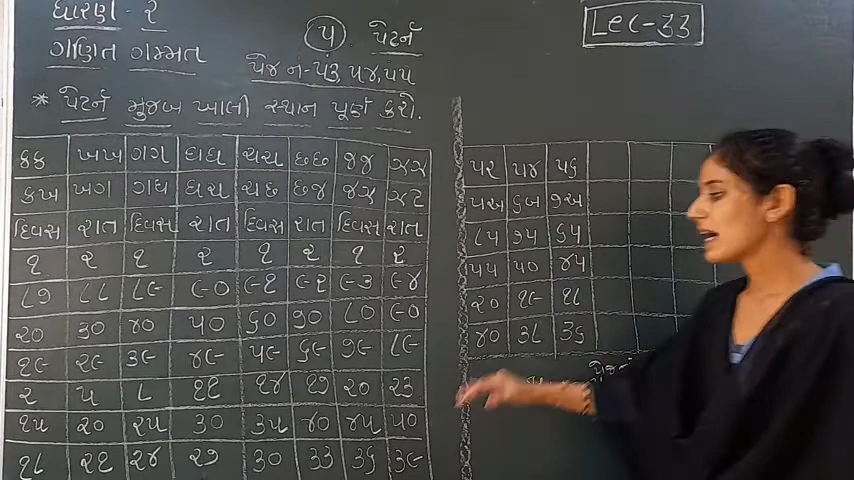 ધોરણ - ૨
ગણિત ગમ્મત
૫ પેટર્ન
Lec-33
પેજ નં-૫૩,૫૪,૫૫
* પેટર્ન મુજબ ખાલી સ્થાન પૂર્ણ કરો.
કક ખખ ગગ ઘઘ ચચ છછ જજ ઝઝ
કખ ખગ ગઘ ઘચ ચછ છજ જઝ ઝટ
દિવસ રાત દિવસ રાત દિવસ રાત દિવસ રાત
૧ ૨ ૧ ૨ ૧ ૨ ૧ ૨
૮૭ ૮૮ ૮૯ ૯૦ ૯૧ ૯૨ ૯૩ ૯૪
૨૦ ૩૦ ૪૦ ૫૦ ૬૦ ૭૦ ૮૦ ૯૦
૧૯ ૨૯ ૩૯ ૪૯ ૫૯ ૬૯ ૭૯ ૮૯
૨ ૫ ૮ ૧૧ ૧૪ ૧૭ ૨૦ ૨૩
૧૫ ૨૦ ૨૫ ૩૦ ૩૫ ૪૦ ૪૫ ૫૦
૧૮ ૨૧ ૨૪ ૨૭ ૩૦ ૩૩ ૩૬ ૩૯
૫૨ ૫૪ ૫૬
૫અ ૬બ ૭અ
૮૫ ૭૫ ૬૫
૫૫ ૫૦ ૪૫
૨૦ ૧૯ ૧૮
૪૦ ૩૮ ૩૬
પેજ નં